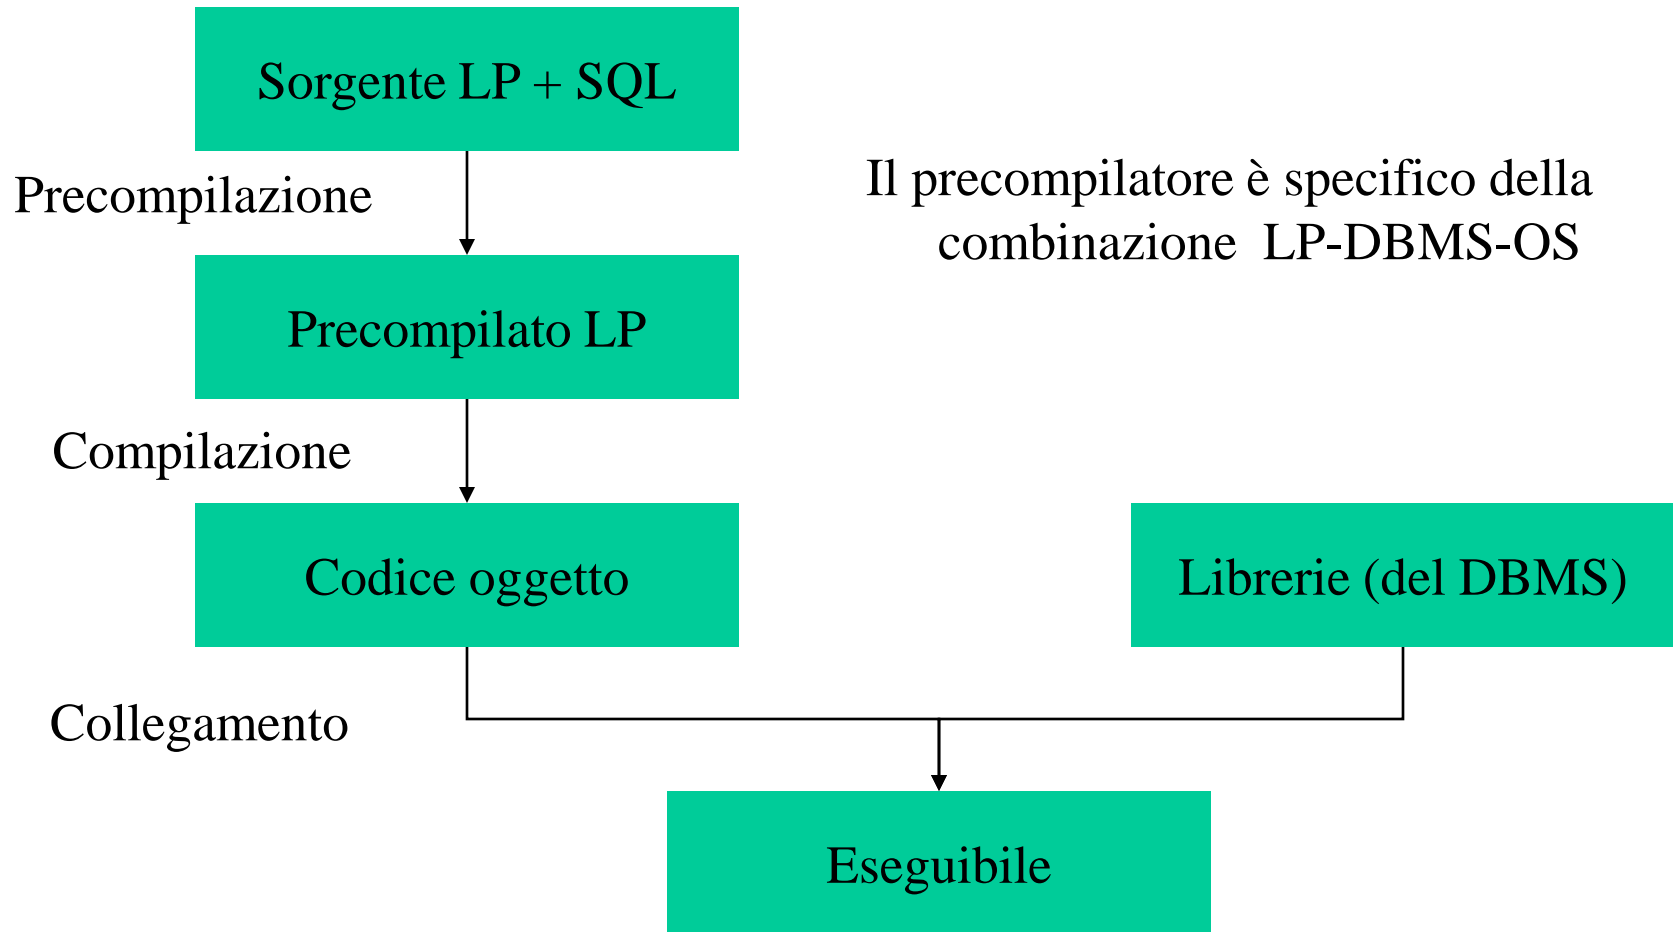 Sorgente LP + SQL
Precompilazione
Il precompilatore è specifico della
combinazione LP-DBMS-OS
Precompilato LP
Compilazione
Codice oggetto
Librerie (del DBMS)
Collegamento
Eseguibile